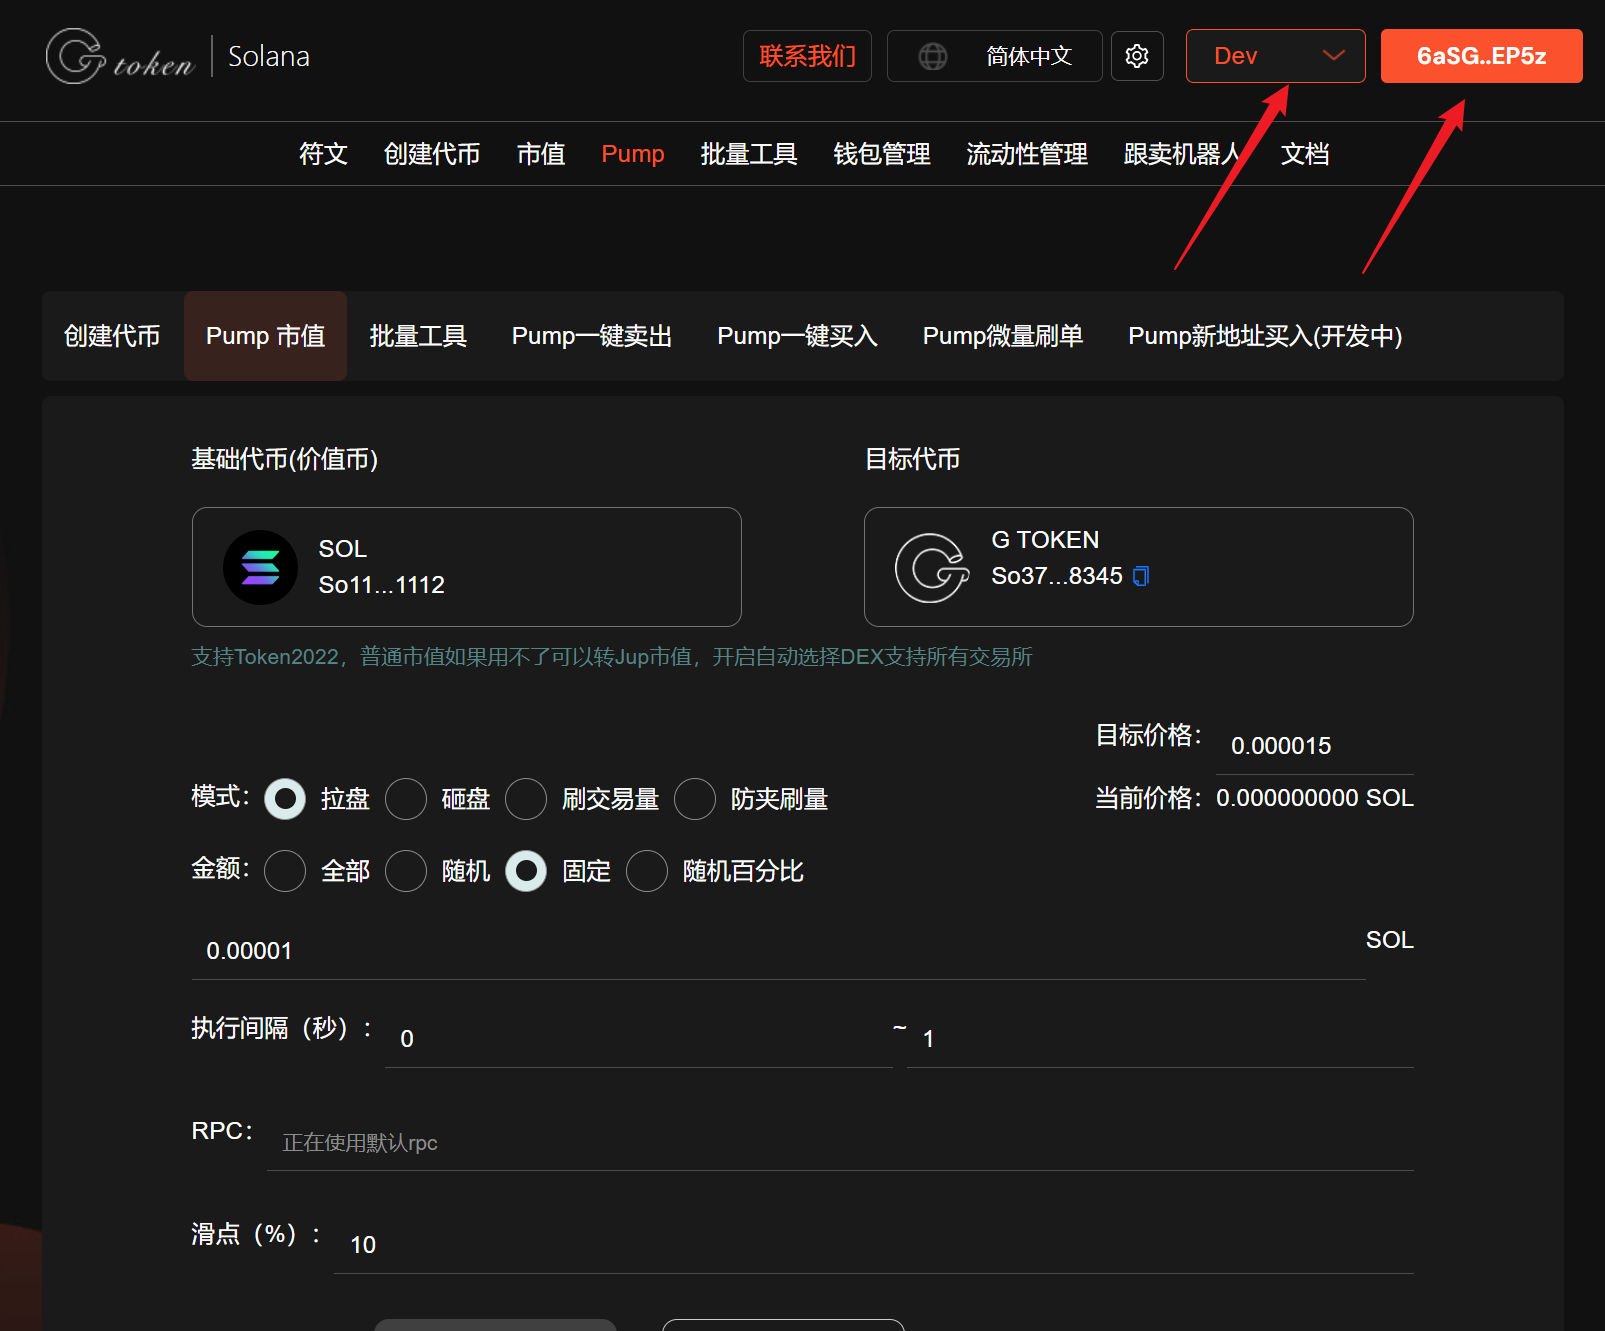 G token | Solana
联系我们
简体中文
Dev
6aSG..EP5z
符文
创建代币
市值
Pump
批量工具
钱包管理
流动性管理
跟卖机器人
文档
创建代币
Pump 市值
批量工具
Pump一键卖出
Pump一键买入
Pump微量刷单
Pump新地址买入(开发中)
基础代币(价值币)
目标代币
SOL
So11...1112
G TOKEN
So37...8345
支持Token2022，普通市值如果用不了可以转Jup市值，开启自动选择DEX支持所有交易所
目标价格： 0.000015
模式： 拉盘 砸盘 刷交易量 防夹刷量
当前价格：0.000000000 SOL
金额： 全部 随机 固定 随机百分比
0.00001 SOL
执行间隔（秒）： 0 ~ 1
RPC： 正在使用默认rpc
滑点（%）： 10